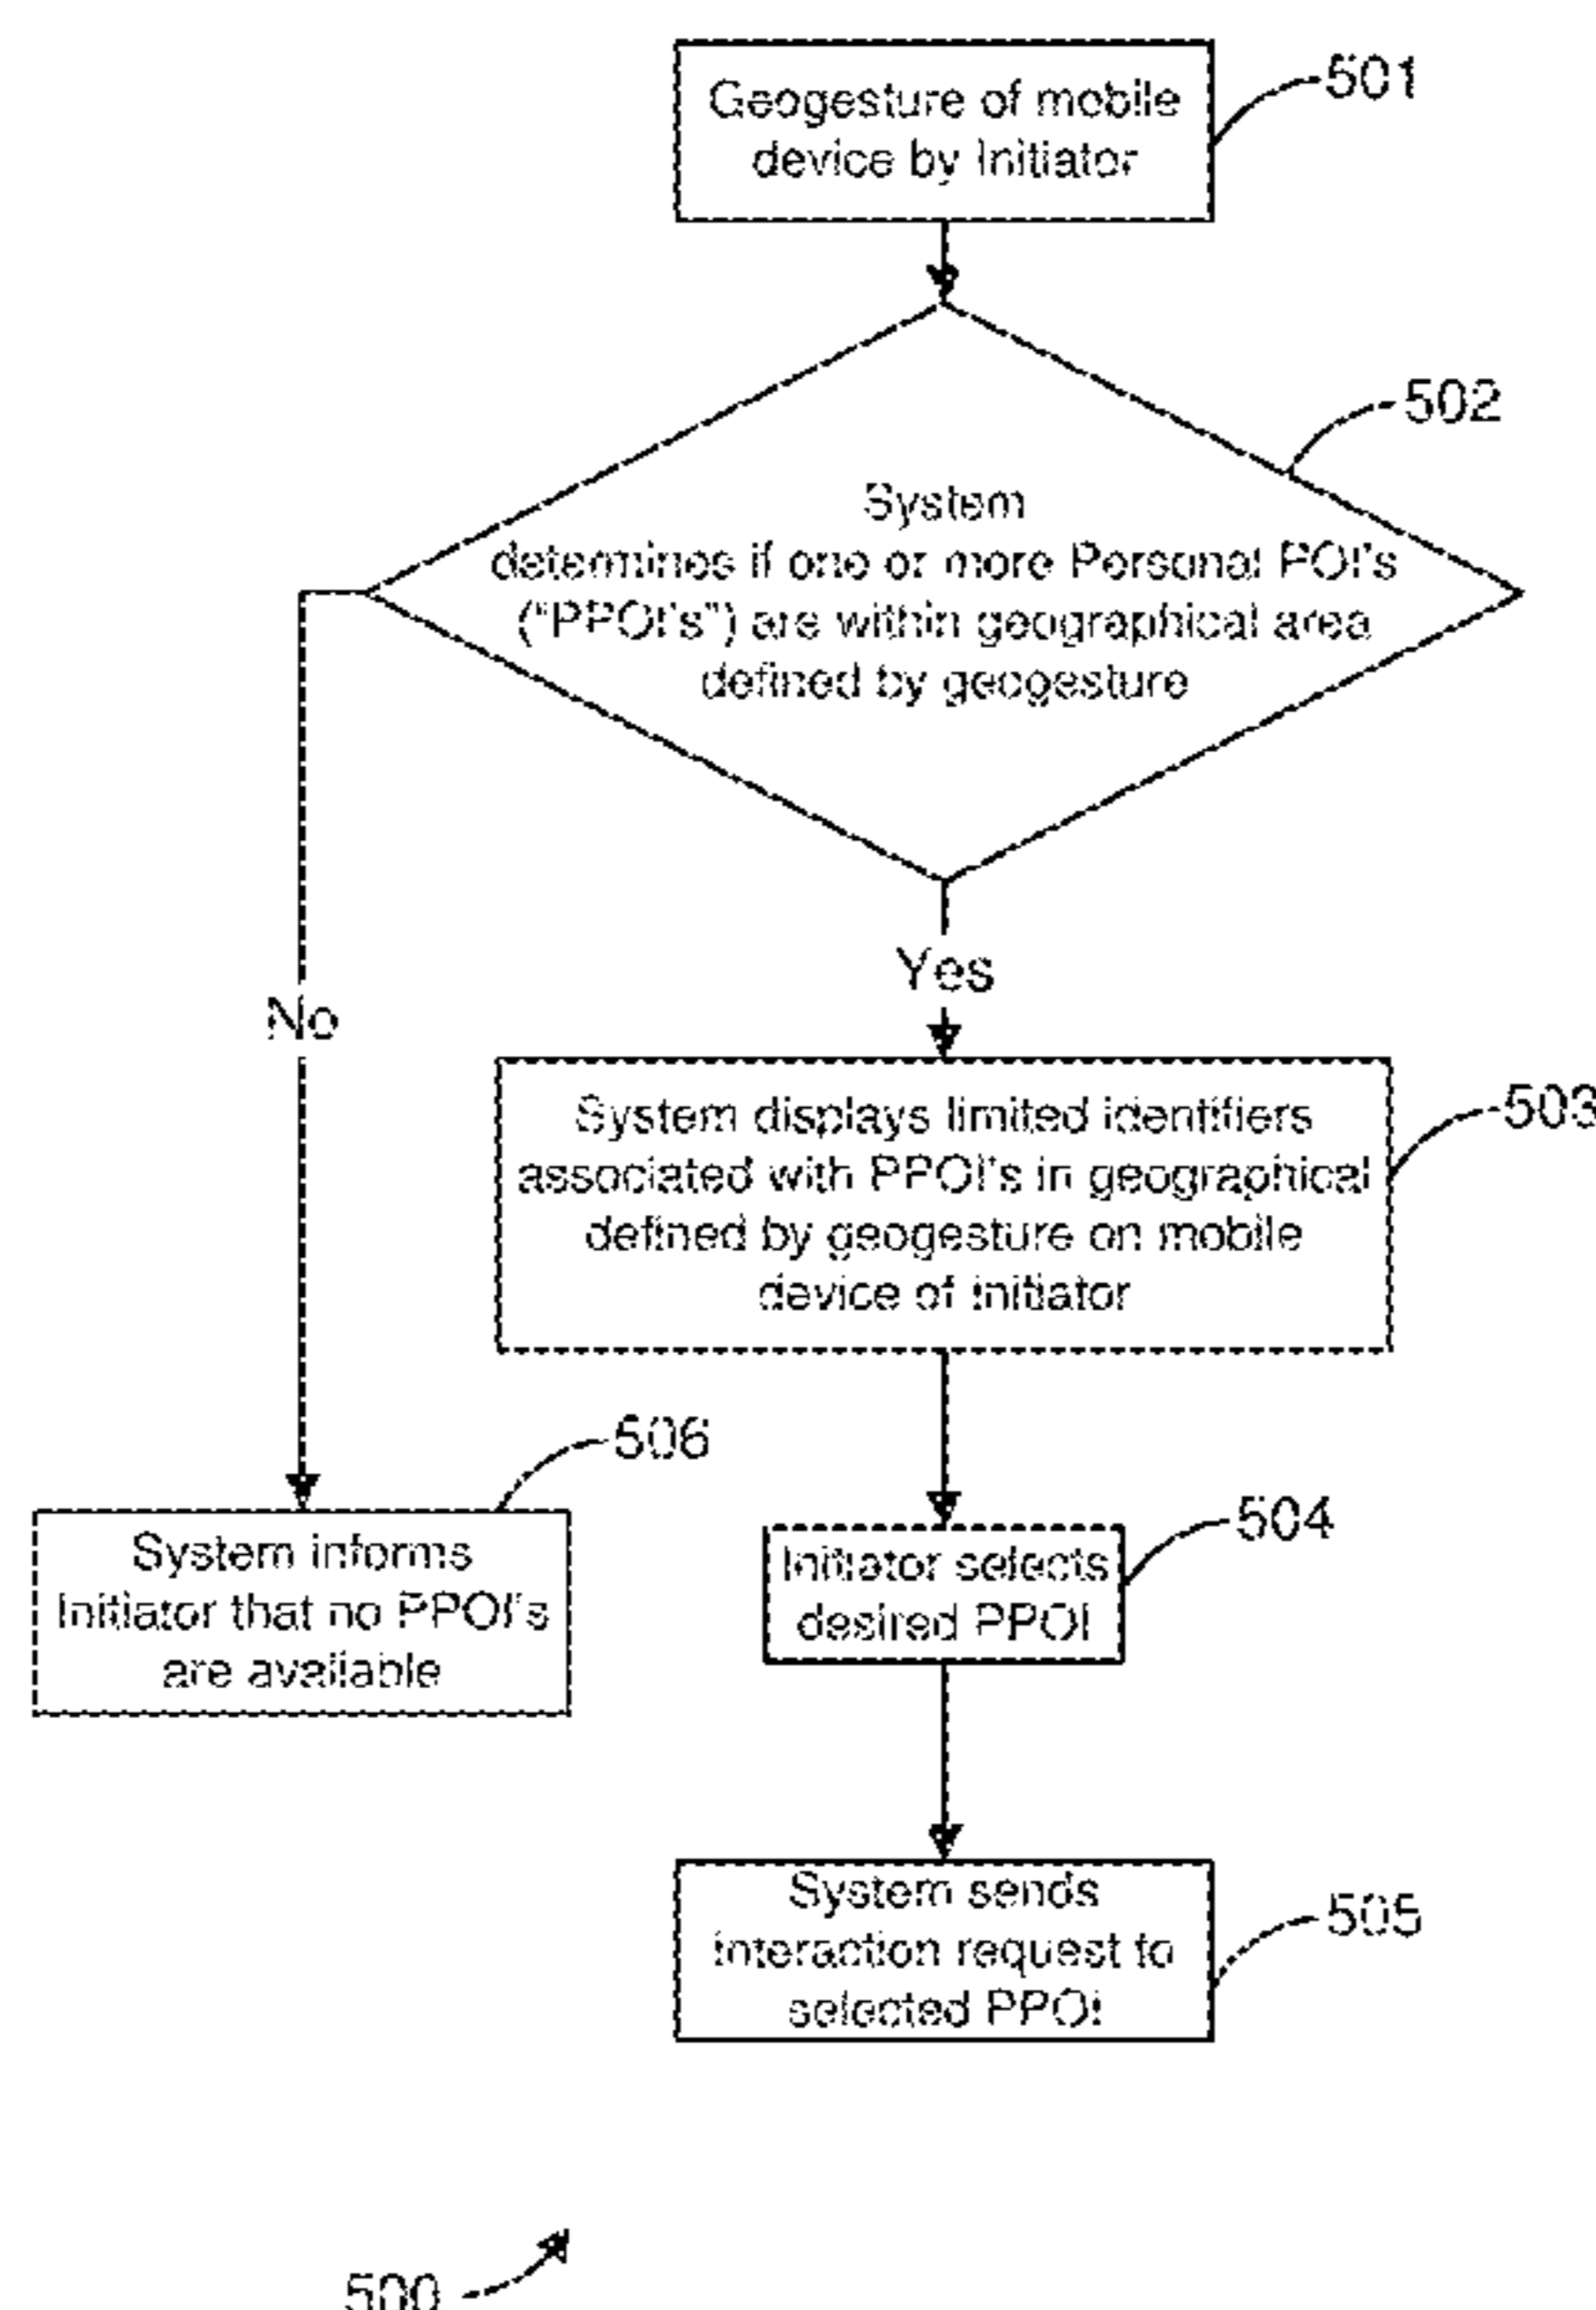 Geogesture of mobile
device by Initiator
501
502
System
determines if one or more Personal POI's
("PPOI's") are within geographical area
defined by geogesture
Yes
No
System displays limited identifiers
associated with PPOI's in geographical
defined by geogesture on mobile
device of initiator
503
506
System informs
Initiator that no PPOI's
are available
504
Initiator selects
desired PPOI
System sends
interaction request to
selected PPOI
505
500